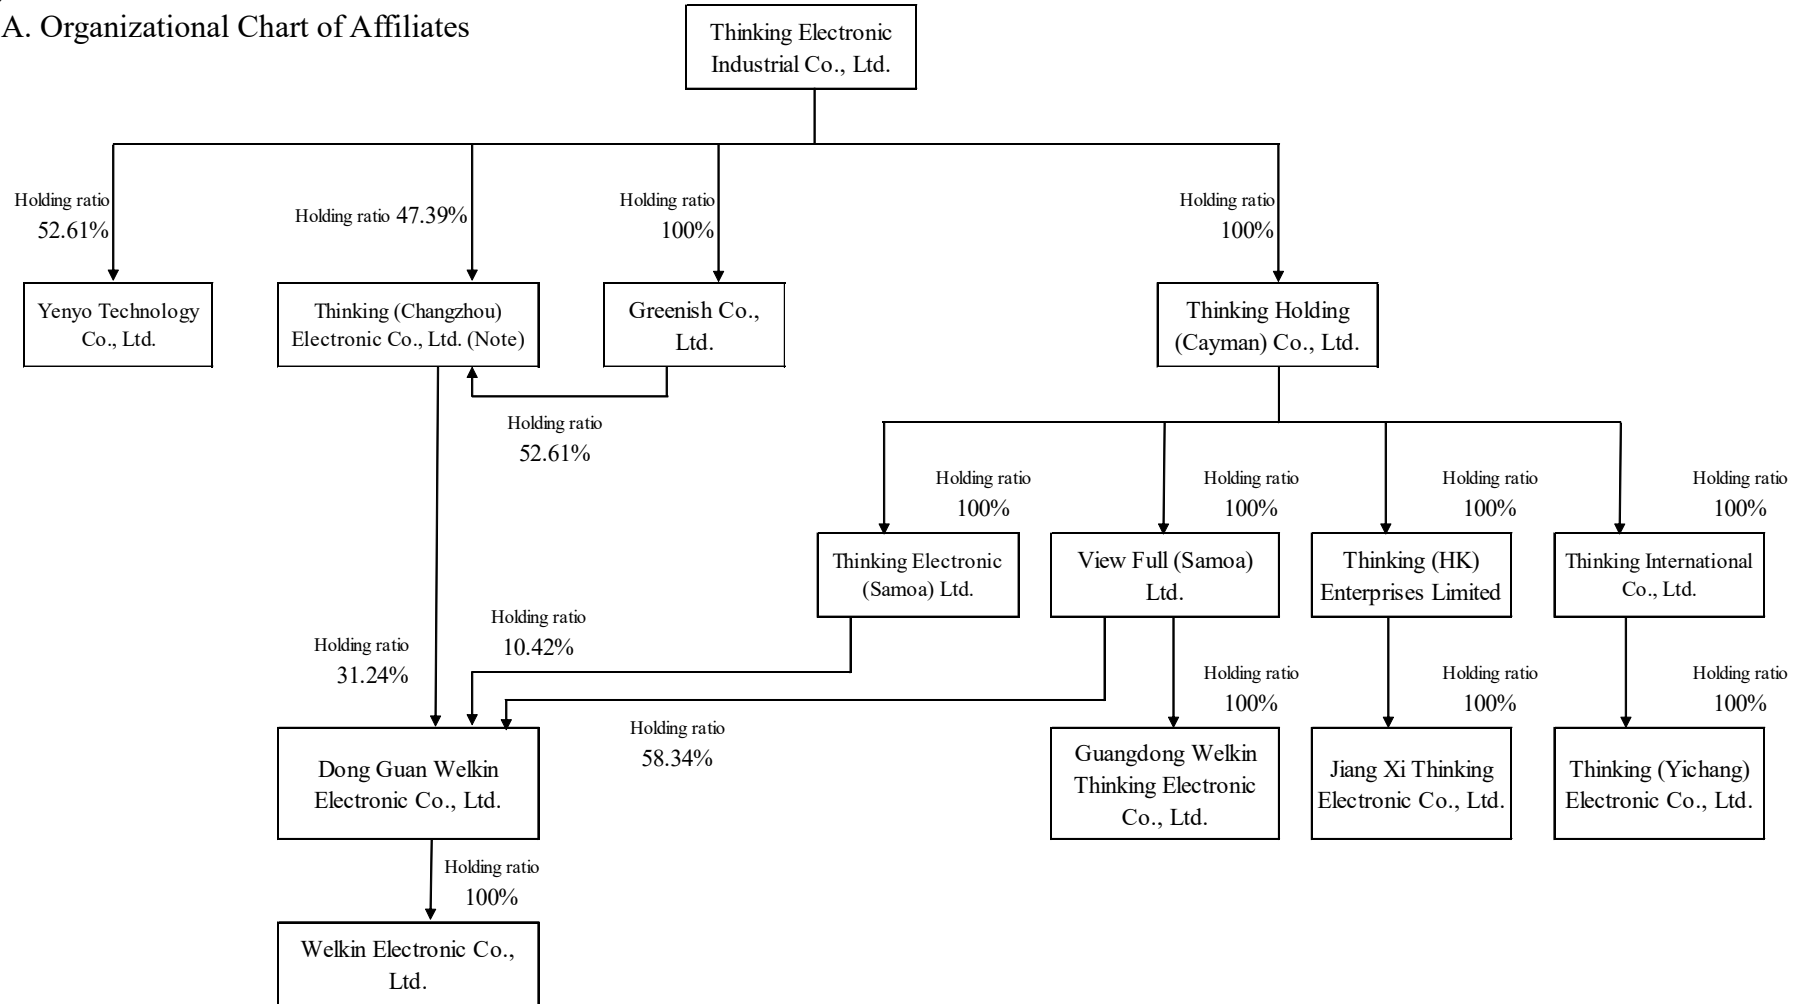 A. Organizational Chart of Affiliates
Thinking Electronic
Industrial Co., Ltd.
Holding ratio
52.61%
Holding ratio 47.39%
Holding ratio
100%
Holding ratio
100%
Yenyo Technology
Co., Ltd.
Thinking (Changzhou)
Electronic Co., Ltd. (Note)
Greenish Co.,
Ltd.
Thinking Holding
(Cayman) Co., Ltd.
Holding ratio
52.61%
Holding ratio
100%
Holding ratio
100%
Holding ratio
100%
Holding ratio
100%
Thinking Electronic
(Samoa) Ltd.
View Full (Samoa)
Ltd.
Thinking (HK)
Enterprises Limited
Thinking International
Co., Ltd.
Holding ratio
31.24%
Holding ratio
10.42%
Holding ratio
58.34%
Holding ratio
100%
Holding ratio
100%
Holding ratio
100%
Dong Guan Welkin
Electronic Co., Ltd.
Guangdong Welkin
Thinking Electronic
Co., Ltd.
Jiang Xi Thinking
Electronic Co., Ltd.
Thinking (Yichang)
Electronic Co., Ltd.
Holding ratio
100%
Welkin Electronic Co.,
Ltd.